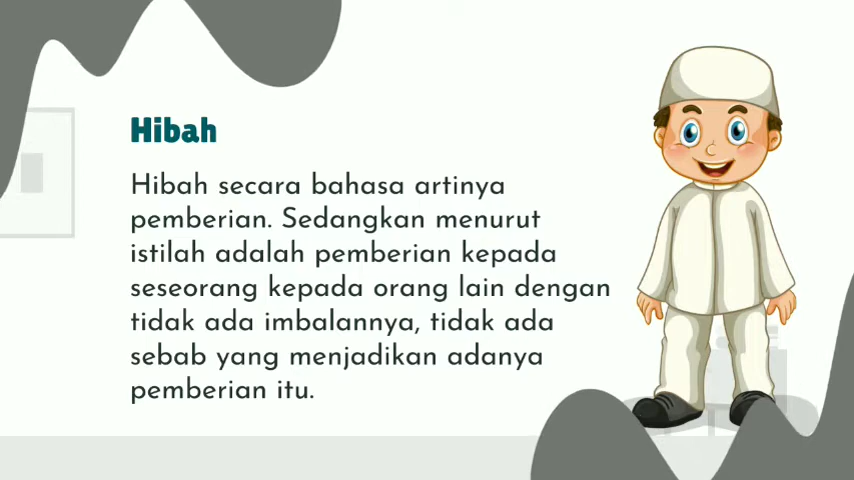 Hibah
Hibah secara bahasa artinya
pemberian. Sedangkan menurut
istilah adalah pemberian kepada
seseorang kepada orang lain dengan
tidak ada imbalannya, tidak ada
sebab yang menjadikan adanya
pemberian itu.